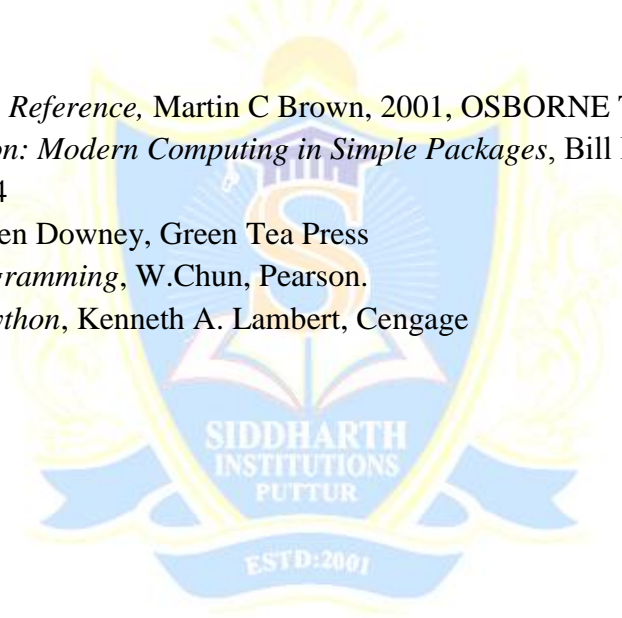 Reference, Martin C Brown, 2001, OSBORNE
on: Modern Computing in Simple Packages, Bill
4
en Downey, Green Tea Press
gramming, W.Chun, Pearson.
ython, Kenneth A. Lambert, Cengage
S
SIDDHARTH
INSTITUTIONS
PUTTUR
ESTD:2001